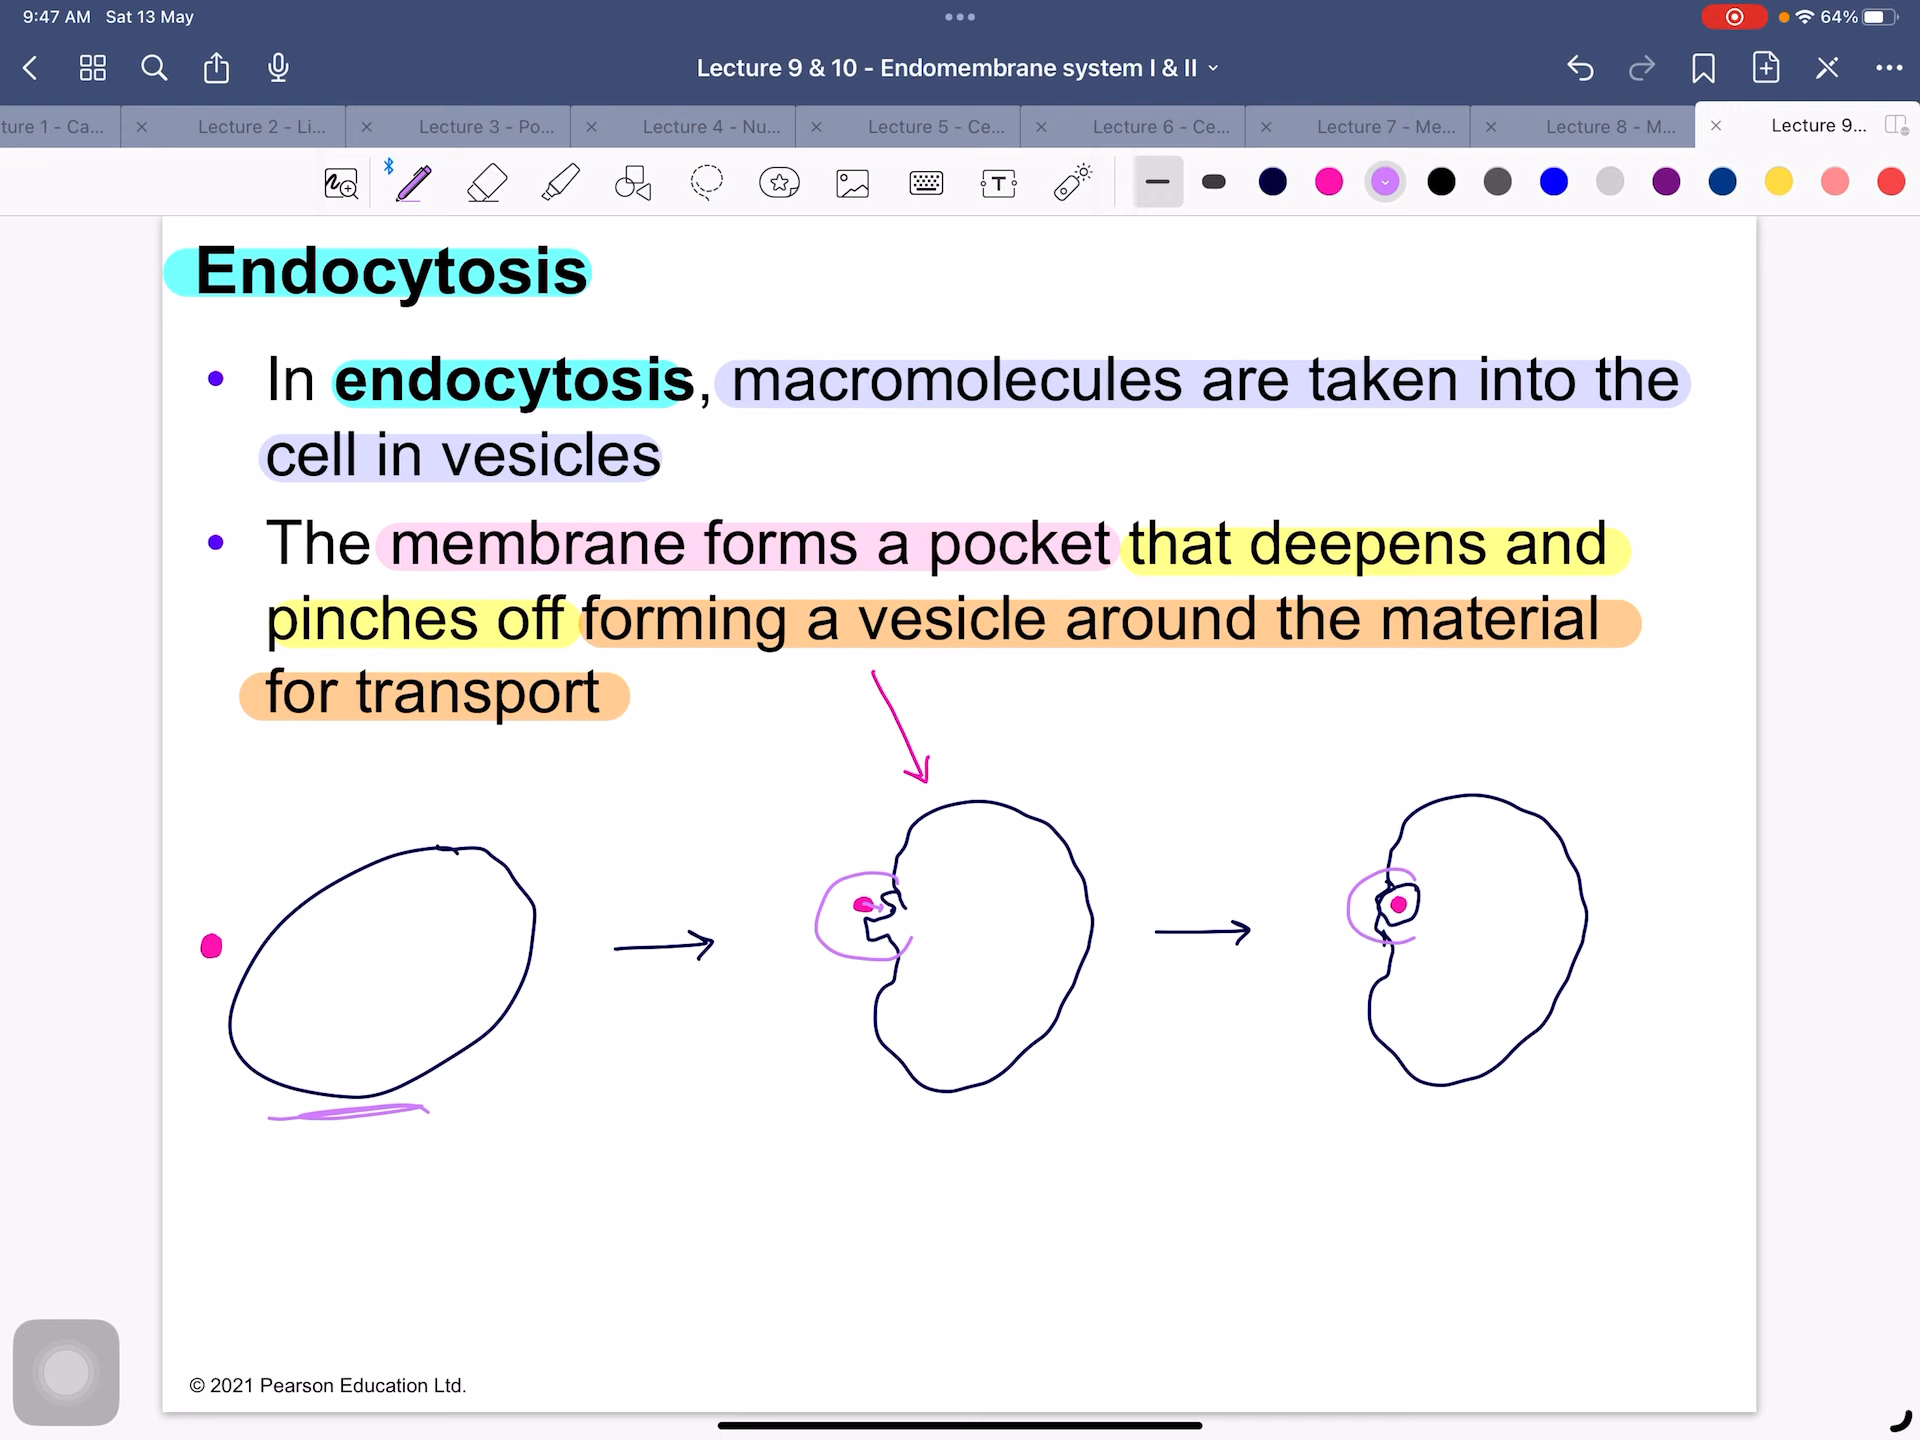 9:47 AM Sat 13 May
64%
Lecture 9 & 10 - Endomembrane system I & II
ture 1 - Ca...
Lecture 2 - Li...
Lecture 3 - Po...
Lecture 4 - Nu...
Lecture 5 - Ce...
Lecture 6 - Ce...
Lecture 7 - Me...
Lecture 8 - M...
Lecture 9...
Endocytosis
• In endocytosis, macromolecules are taken into the
cell in vesicles
• The membrane forms a pocket that deepens and
pinches off forming a vesicle around the material
for transport
© 2021 Pearson Education Ltd.